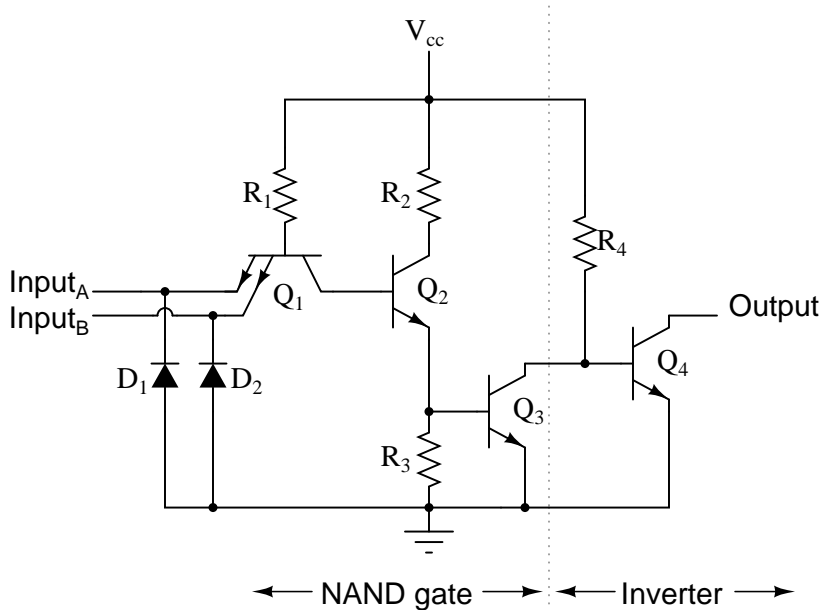 Vcc
R1
R2
R4
InputA
Q1
Q2
InputB
Output
D1
D2
Q3
Q4
R3
NAND gate
Inverter